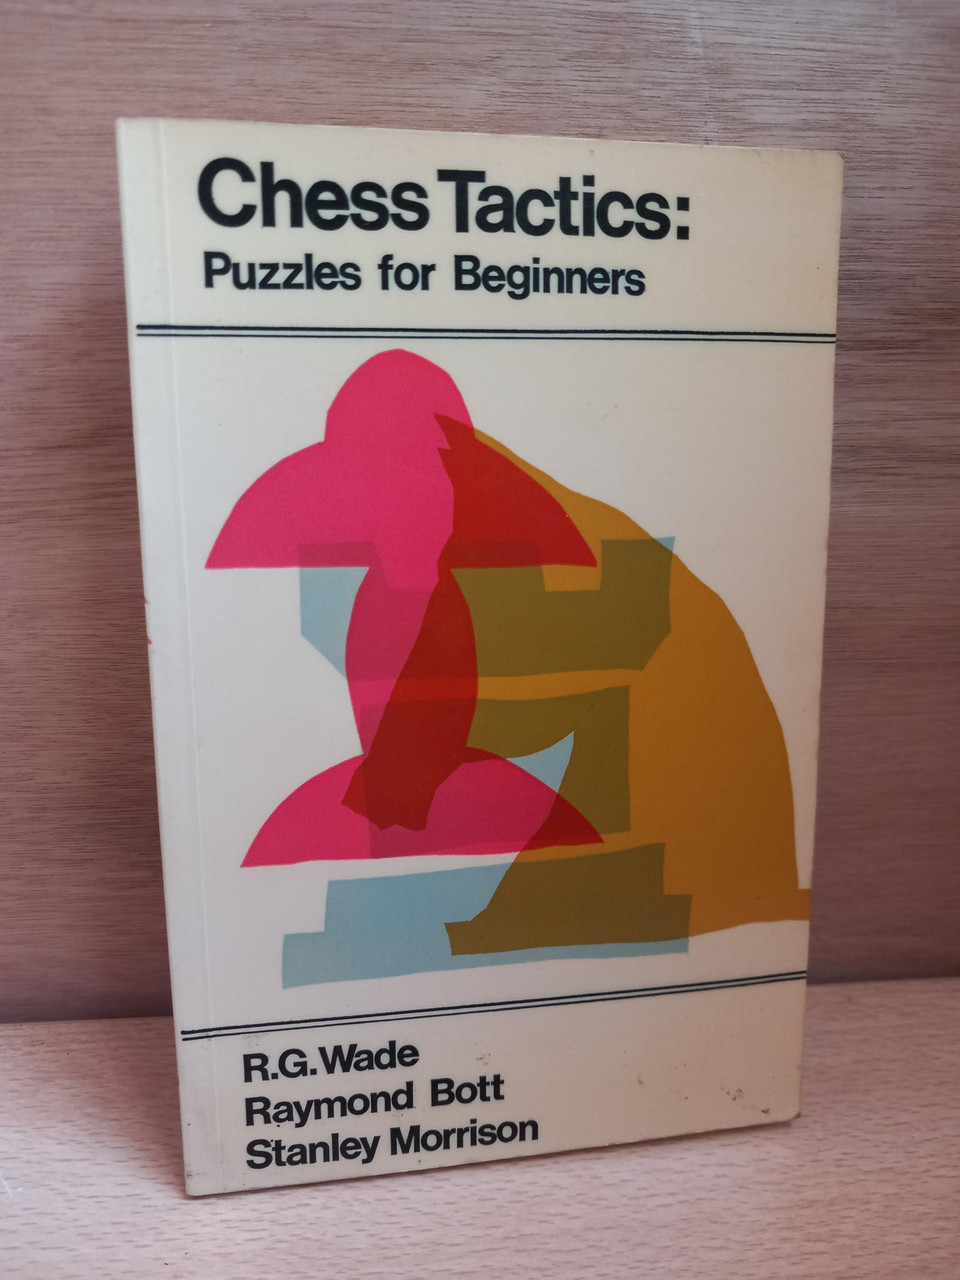 Chess Tactics:
Puzzles for Beginners
R.G.Wade
Raymond Bott
Stanley Morrison